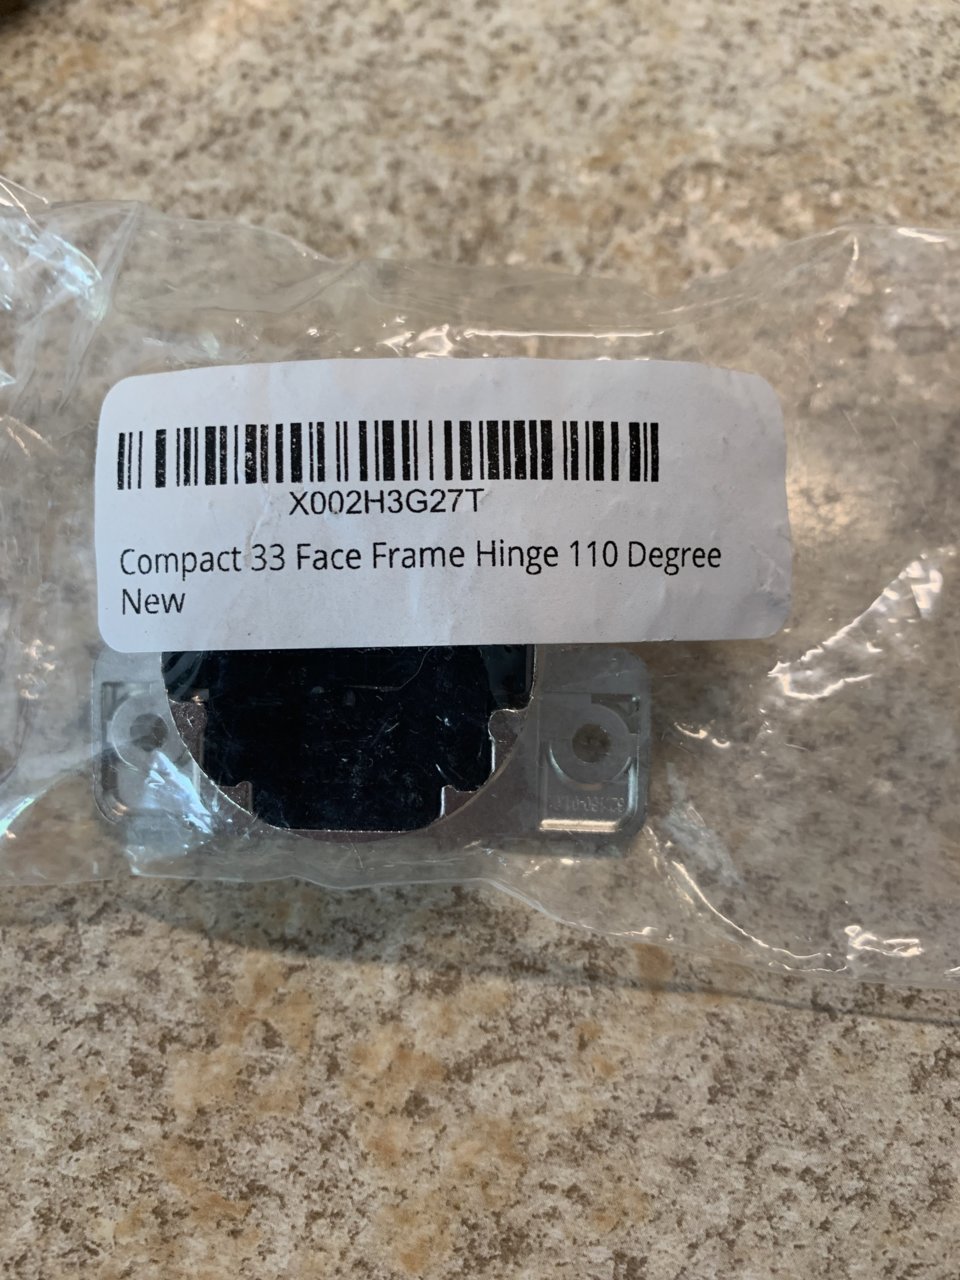 X002H3G27T
Compact 33 Face Frame Hinge 110 Degree
New